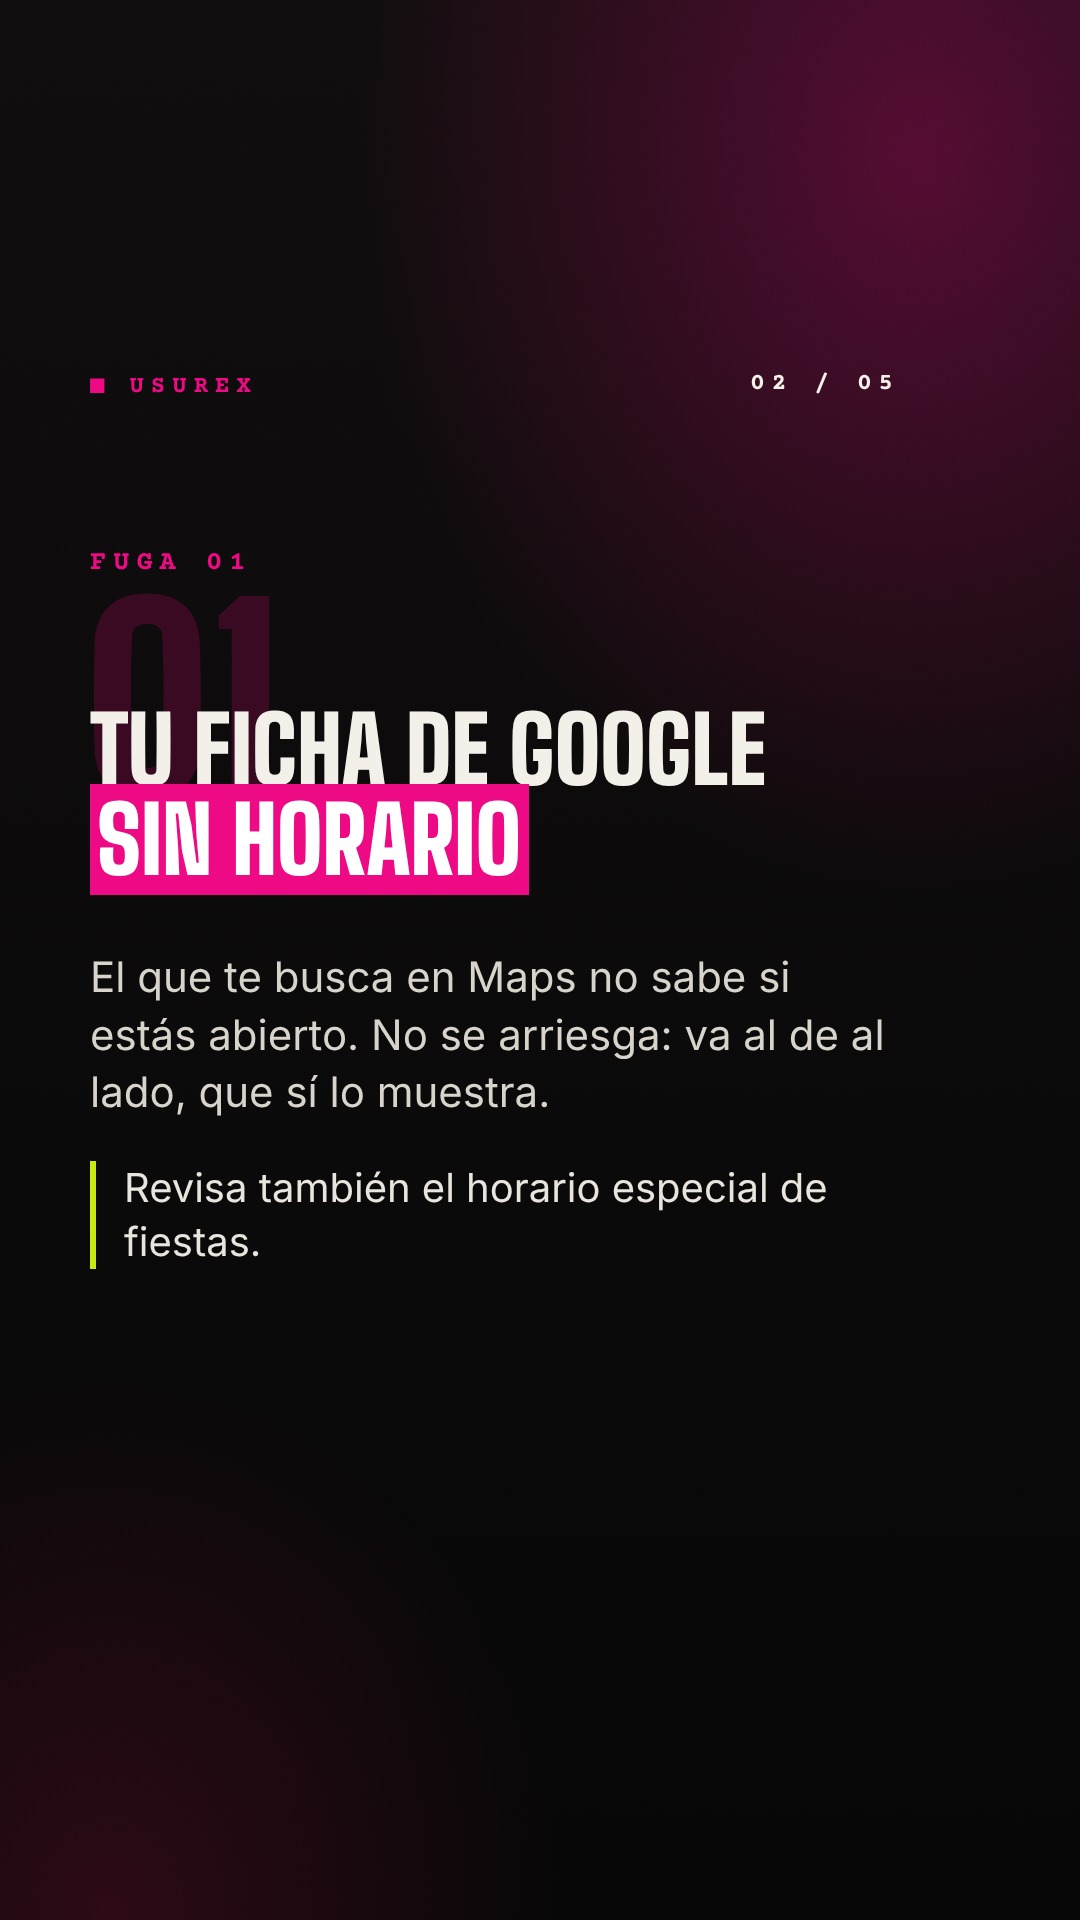 USUREX
02 / 05
FUGA 01
01
TU FICHA DE GOOGLE
SIN HORARIO
El que te busca en Maps no sabe si
estás abierto. No se arriesga: va al de al
lado, que sí lo muestra.
Revisa también el horario especial de
fiestas.